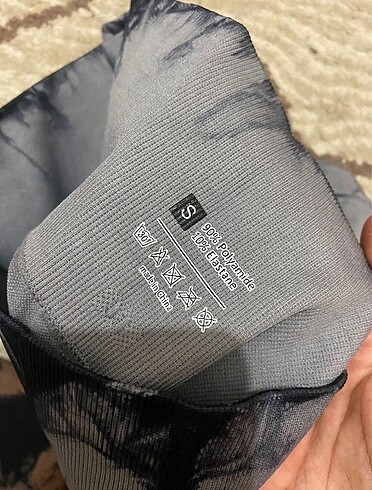 S
90% Polyamide
10% Elastane
30°
made in China